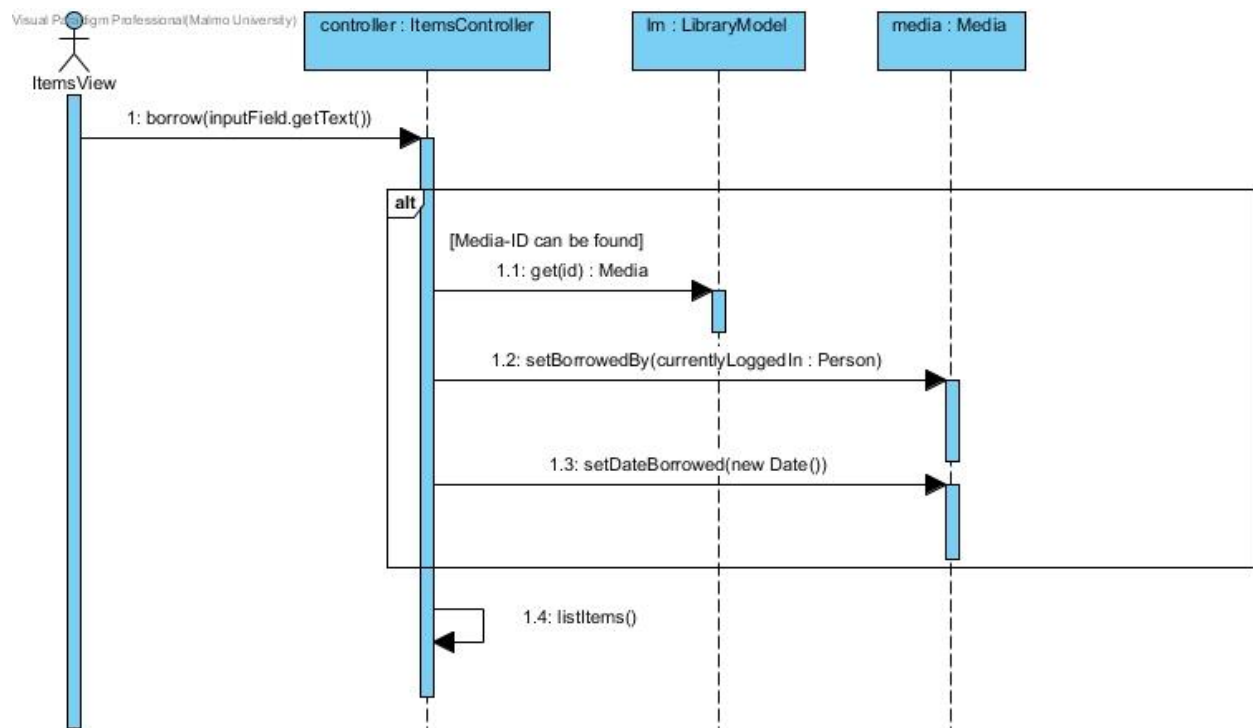 Visual Paradigm Professional(Malmo University)
controller : ItemsController
lm : LibraryModel
media : Media
ItemsView
1: borrow(inputField.getText())
alt
[Media-ID can be found]
1.1: get(id) : Media
1.2: setBorrowedBy(currentlyLoggedIn : Person)
1.3: setDateBorrowed(new Date())
1.4: listItems()